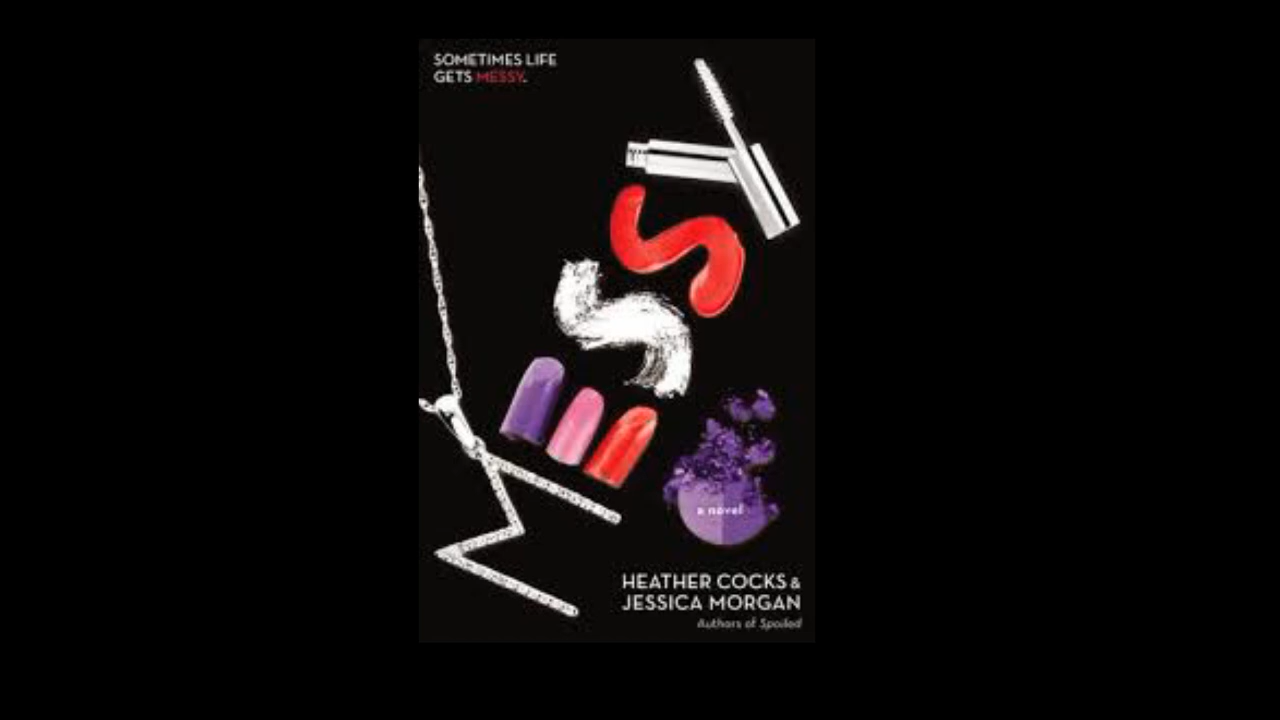 SOMETIMES LIFE
GETS MESSY.
MESSY
a novel
HEATHER COCKS &
JESSICA MORGAN
Authors of Spoiled